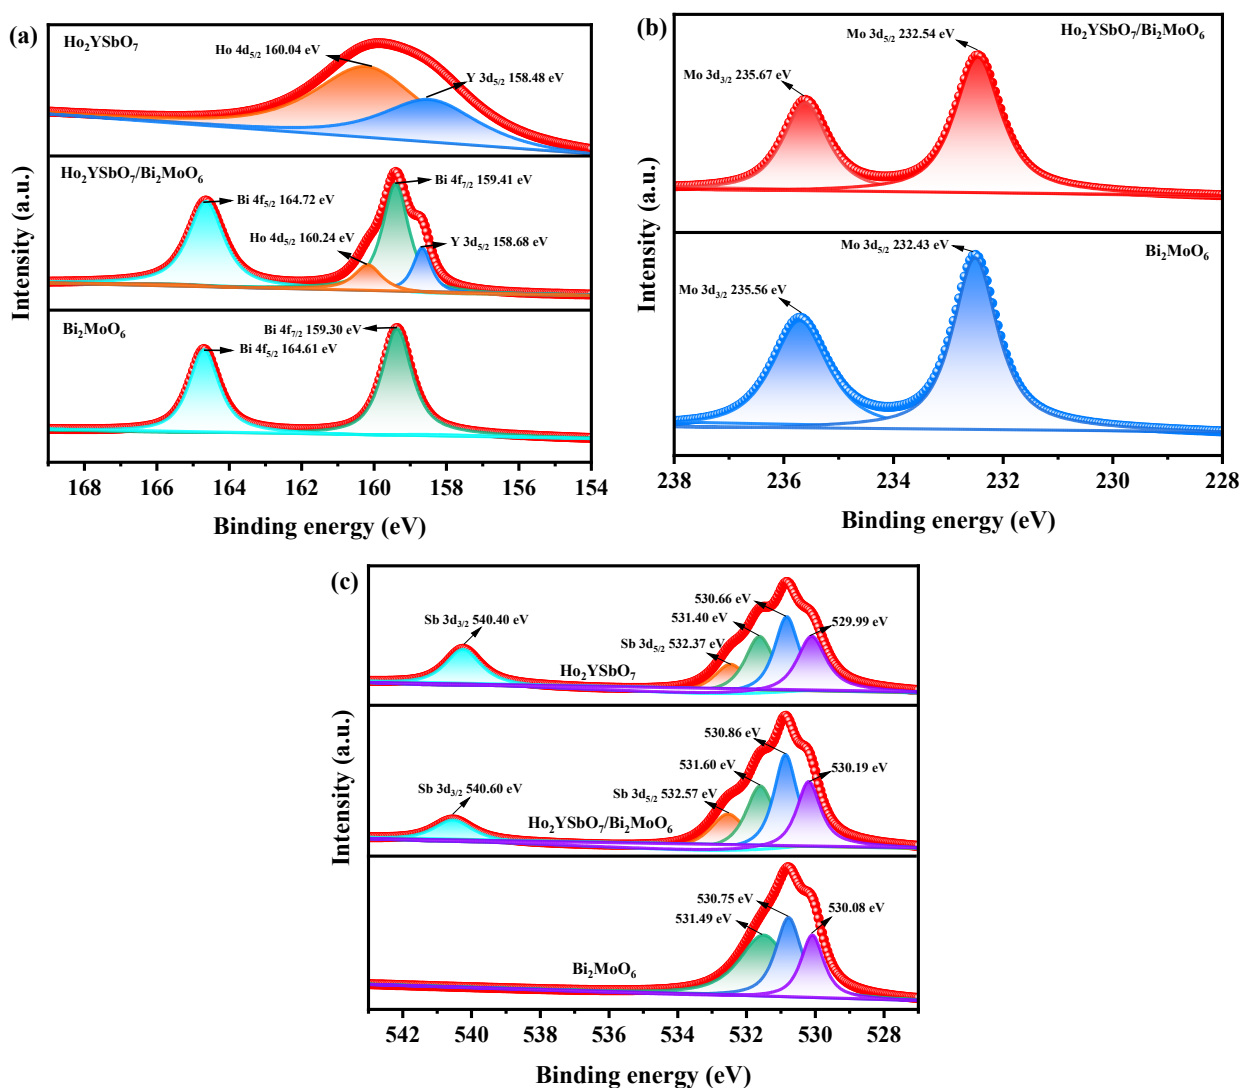 (a)
Ho₂YSbO₇
Ho 4d₅/₂ 160.04 eV
Y 3d₅/₂ 158.48 eV
Ho₂YSbO₇/Bi₂MoO₆
Bi 4f₇/₂ 159.41 eV
Bi 4f₅/₂ 164.72 eV
Ho 4d₅/₂ 160.24 eV
Y 3d₅/₂ 158.68 eV
Bi₂MoO₆
Bi 4f₇/₂ 159.30 eV
Bi 4f₅/₂ 164.61 eV
Intensity (a.u.)
168 166 164 162 160 158 156 154
Binding energy (eV)
(b)
Mo 3d₅/₂ 232.54 eV
Ho₂YSbO₇/Bi₂MoO₆
Mo 3d₃/₂ 235.67 eV
Mo 3d₅/₂ 232.43 eV
Bi₂MoO₆
Mo 3d₃/₂ 235.56 eV
Intensity (a.u.)
238 236 234 232 230 228
Binding energy (eV)
(c)
530.66 eV
531.40 eV
529.99 eV
Sb 3d₃/₂ 540.40 eV
Sb 3d₅/₂ 532.37 eV
Ho₂YSbO₇
530.86 eV
531.60 eV
530.19 eV
Sb 3d₃/₂ 540.60 eV
Sb 3d₅/₂ 532.57 eV
Ho₂YSbO₇/Bi₂MoO₆
530.75 eV
531.49 eV
530.08 eV
Bi₂MoO₆
Intensity (a.u.)
542 540 538 536 534 532 530 528
Binding energy (eV)